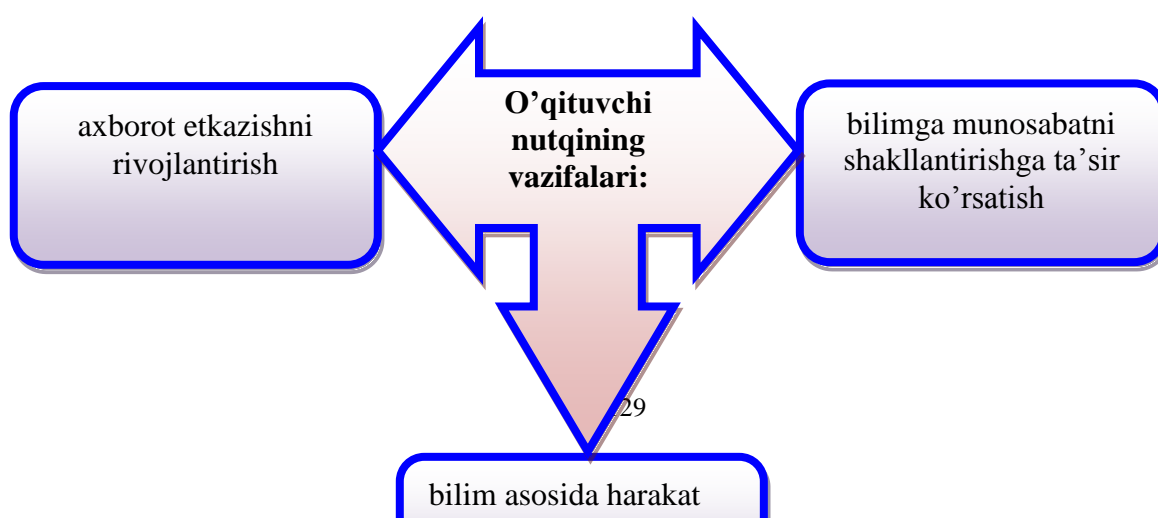 O’qituvchi
nutqining
vazifalari:
axborot etkazishni
rivojlantirish
bilimga munosabatni
shakllantirishga ta’sir
ko’rsatish
29
bilim asosida harakat